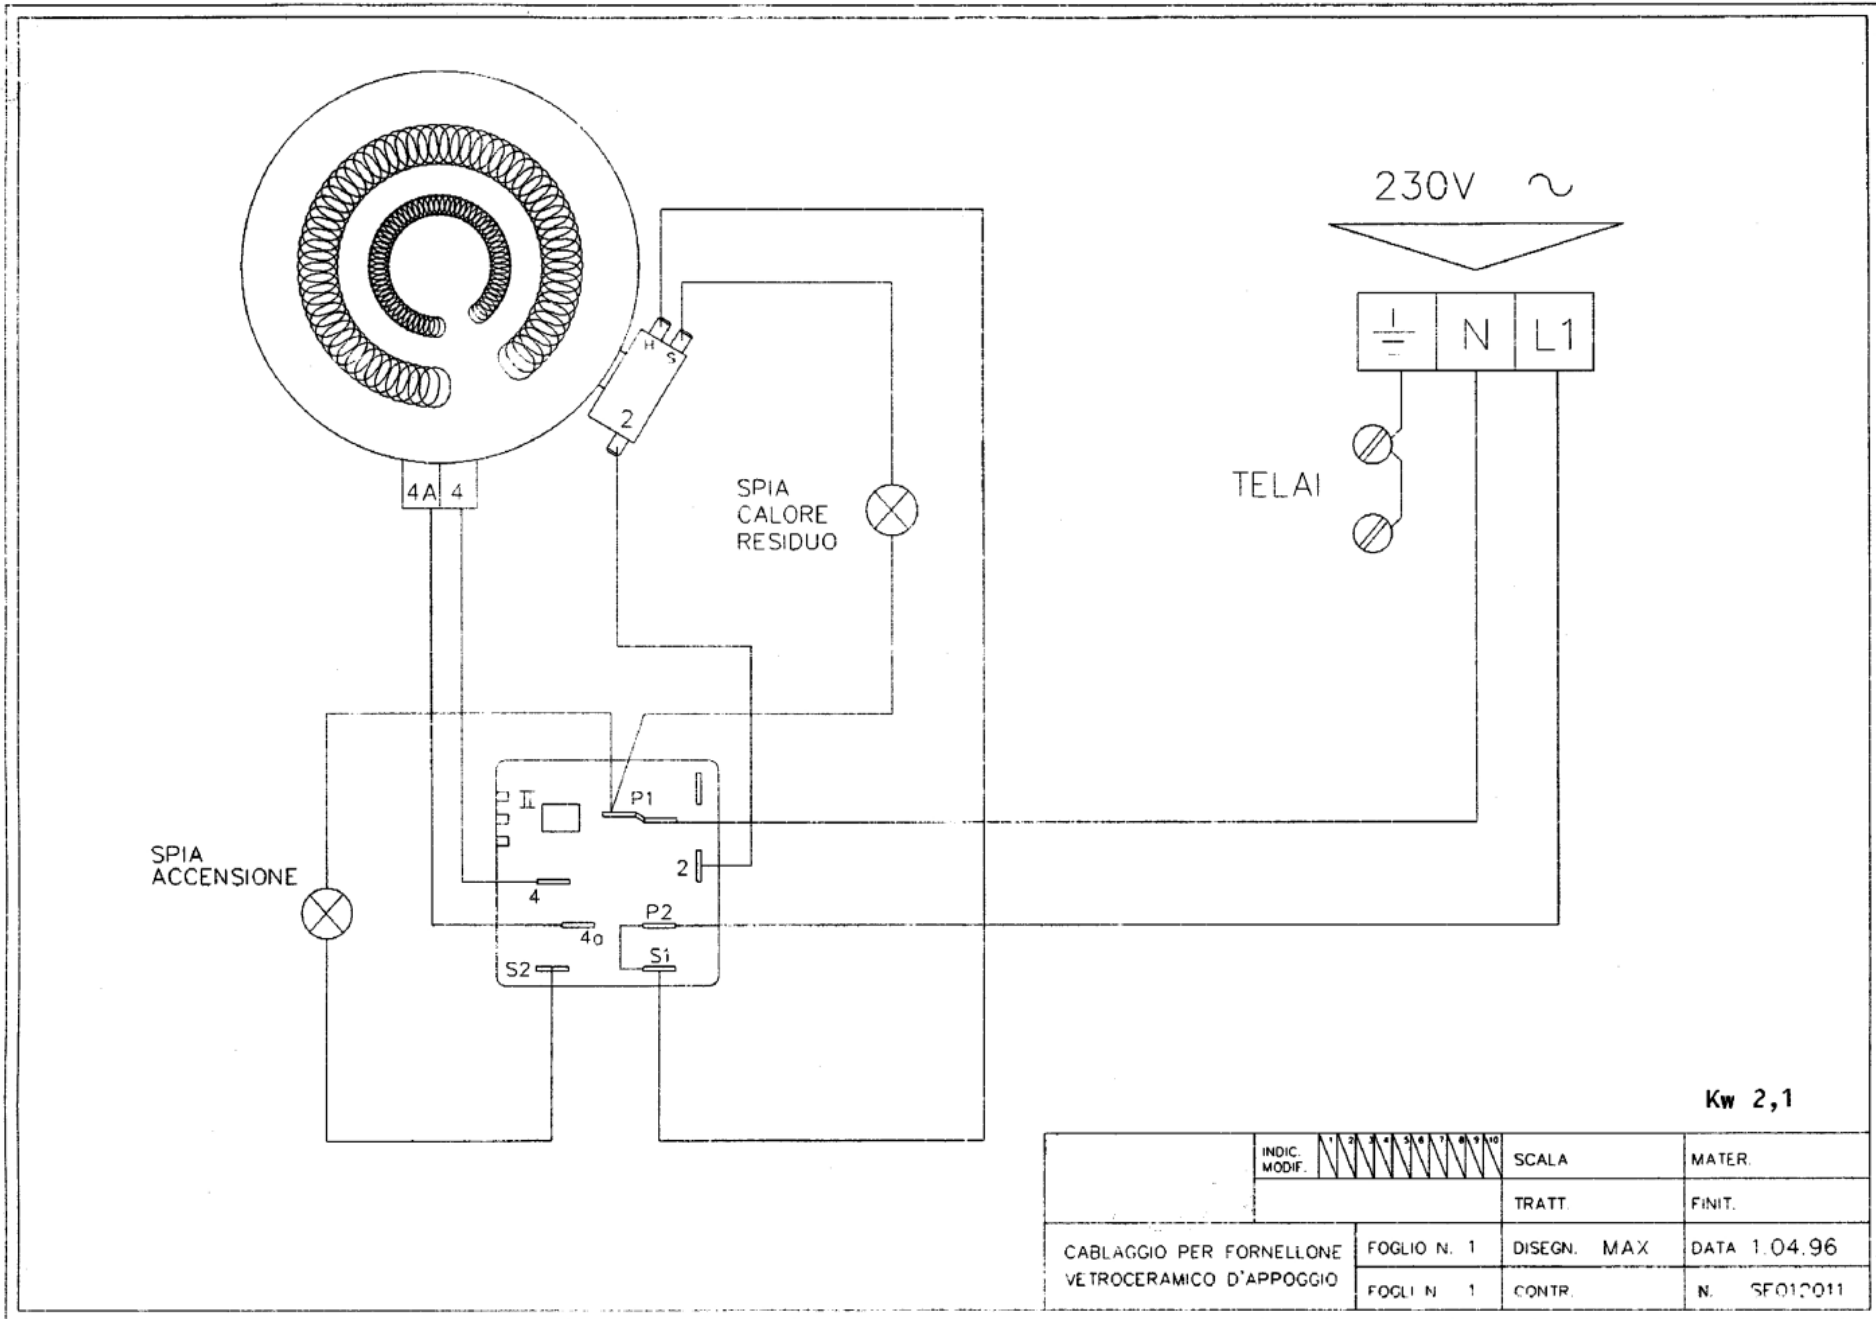 230V ~
N L1
H
S
2
4A 4
SPIA
CALORE
RESIDUO
TELAI
II
P1
2
SPIA
ACCENSIONE
4
P2
4a
S1
S2
Kw 2,1
INDIC.
MODIF.
1 2 3 4 5 6 7 8 9 10
SCALA
MATER.
TRATT.
FINIT.
CABLAGGIO PER FORNELLONE
VETROCERAMICO D'APPOGGIO
FOGLIO N. 1
DISEGN. MAX
DATA 1.04.96
FOGLI N 1
CONTR.
N.